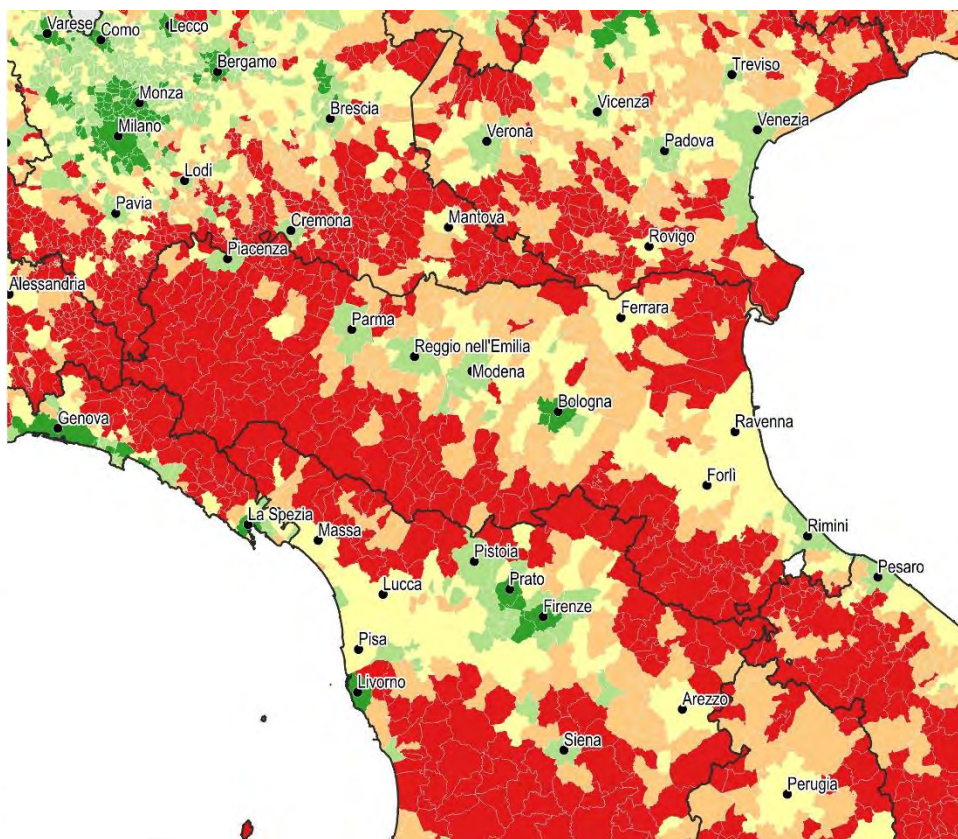 Varese
Como
Lecco
Bergamo
Treviso
Monza
Brescia
Vicenza
Venezia
Milano
Verona
Padova
Lodi
Pavia
Cremona
Mantova
Rovigo
Piacenza
Alessandria
Ferrara
Parma
Reggio nell'Emilia
Modena
Bologna
Genova
Ravenna
Forlì
La Spezia
Massa
Rimini
Pistoia
Pesaro
Prato
Lucca
Firenze
Pisa
Livorno
Arezzo
Siena
Perugia